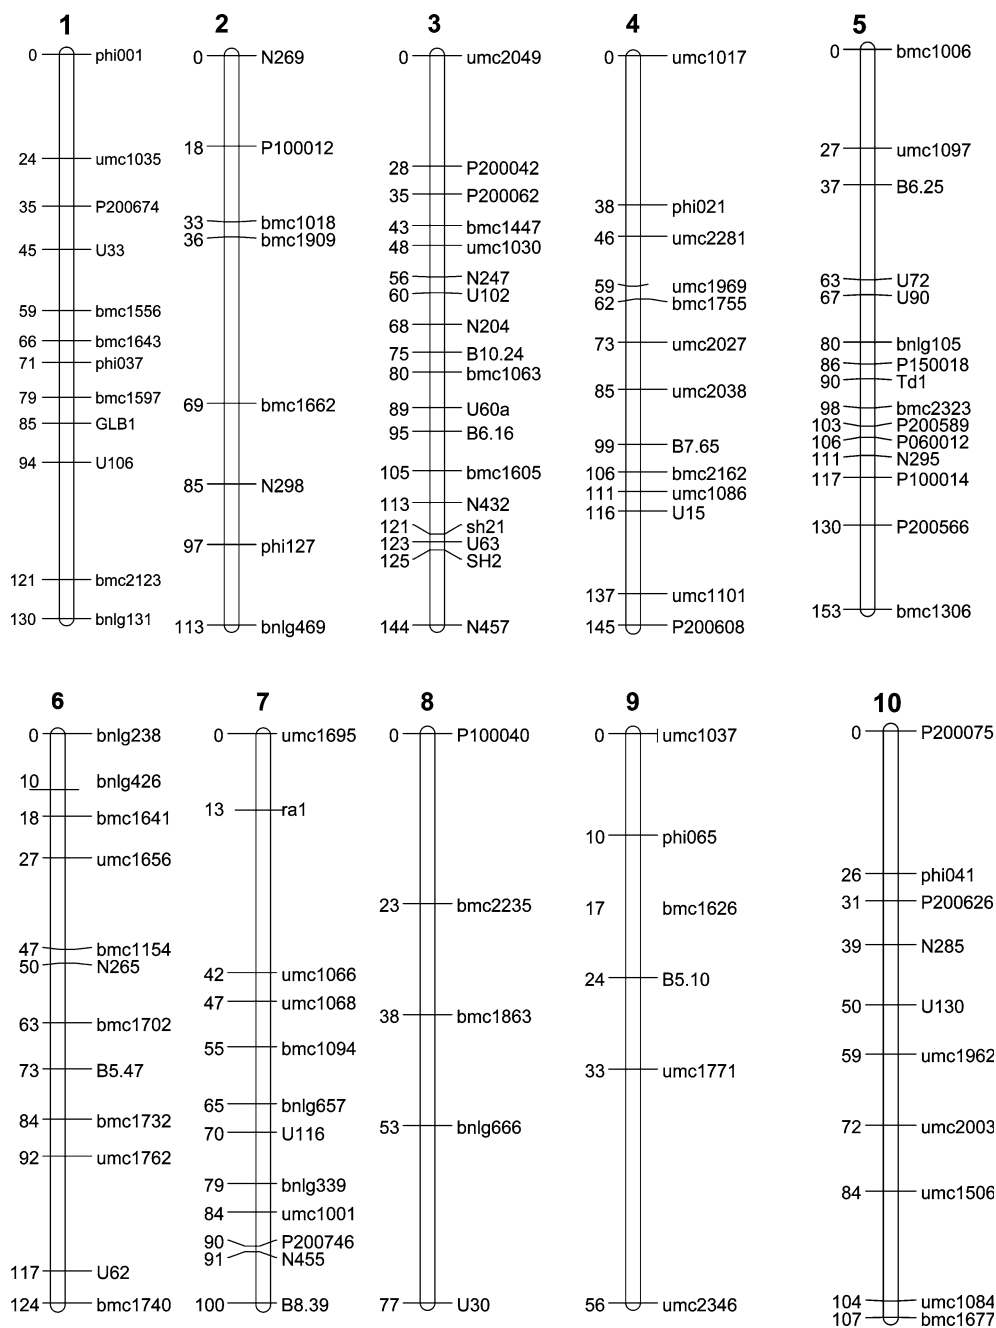 1
0 phi001
24 umc1035
35 P200674
45 U33
59 bmc1556
66 bmc1643
71 phi037
79 bmc1597
85 GLB1
94 U106
121 bmc2123
130 bnlg131
2
0 N269
18 P100012
33 bmc1018
36 bmc1909
69 bmc1662
85 N298
97 phi127
113 bnlg469
3
0 umc2049
28 P200042
35 P200062
43 bmc1447
48 umc1030
56 N247
60 U102
68 N204
75 B10.24
80 bmc1063
89 U60a
95 B6.16
105 bmc1605
113 N432
121 sh21
123 U63
125 SH2
144 N457
4
0 umc1017
38 phi021
46 umc2281
59 umc1969
62 bmc1755
73 umc2027
85 umc2038
99 B7.65
106 bmc2162
111 umc1086
116 U15
137 umc1101
145 P200608
5
0 bmc1006
27 umc1097
37 B6.25
63 U72
67 U90
80 bnlg105
86 P150018
90 Td1
98 bmc2323
103 P200589
106 P060012
111 N295
117 P100014
130 P200566
153 bmc1306
6
0 bnlg238
10 bnlg426
18 bmc1641
27 umc1656
47 bmc1154
50 N265
63 bmc1702
73 B5.47
84 bmc1732
92 umc1762
117 U62
124 bmc1740
7
0 umc1695
13 ra1
42 umc1066
47 umc1068
55 bmc1094
65 bnlg657
70 U116
79 bnlg339
84 umc1001
90 P200746
91 N455
100 B8.39
8
0 P100040
23 bmc2235
38 bmc1863
53 bnlg666
77 U30
9
0 umc1037
10 phi065
17 bmc1626
24 B5.10
33 umc1771
56 umc2346
10
0 P200075
26 phi041
31 P200626
39 N285
50 U130
59 umc1962
72 umc2003
84 umc1506
104 umc1084
107 bmc1677